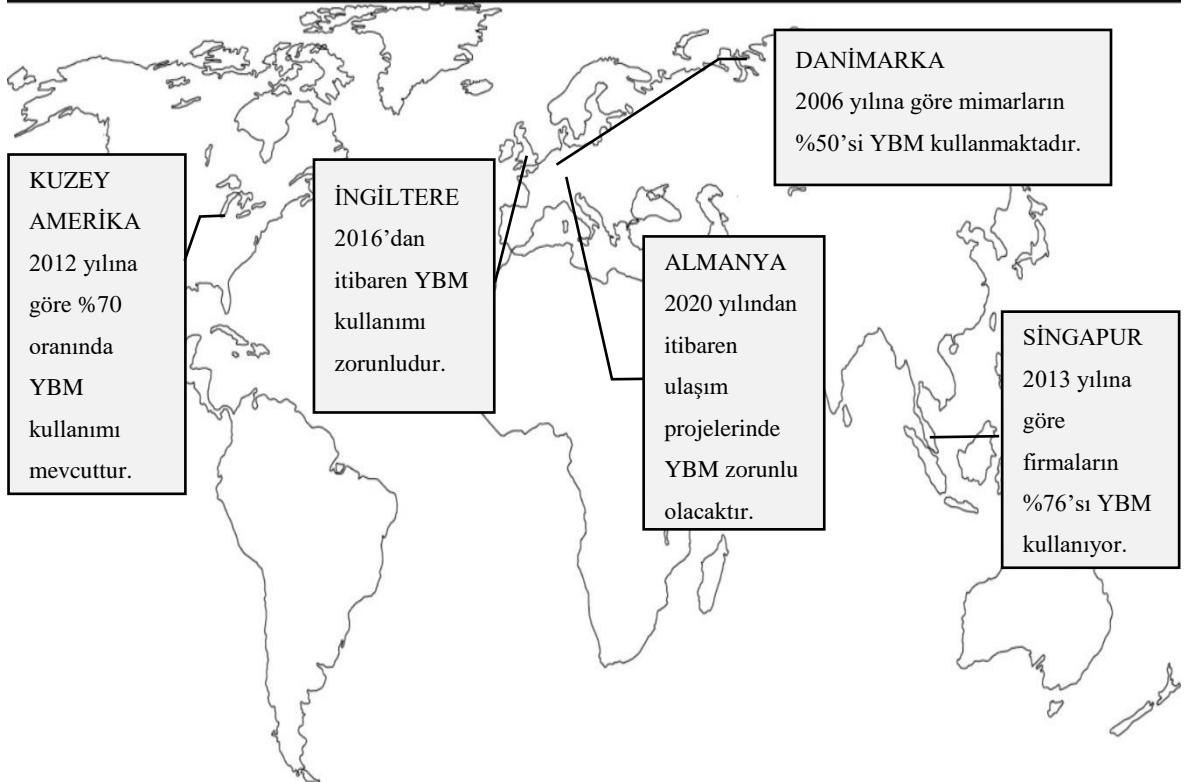 DANİMARKA
2006 yılına göre mimarların
%50’si YBM kullanmaktadır.
KUZEY
AMERİKA
2012 yılına
göre %70
oranında
YBM
kullanımı
mevcuttur.
İNGİLTERE
2016’dan
itibaren YBM
kullanımı
zorunludur.
ALMANYA
2020 yılından
itibaren
ulaşım
projelerinde
YBM zorunlu
olacaktır.
SİNGAPUR
2013 yılına
göre
firmaların
%76’sı YBM
kullanıyor.